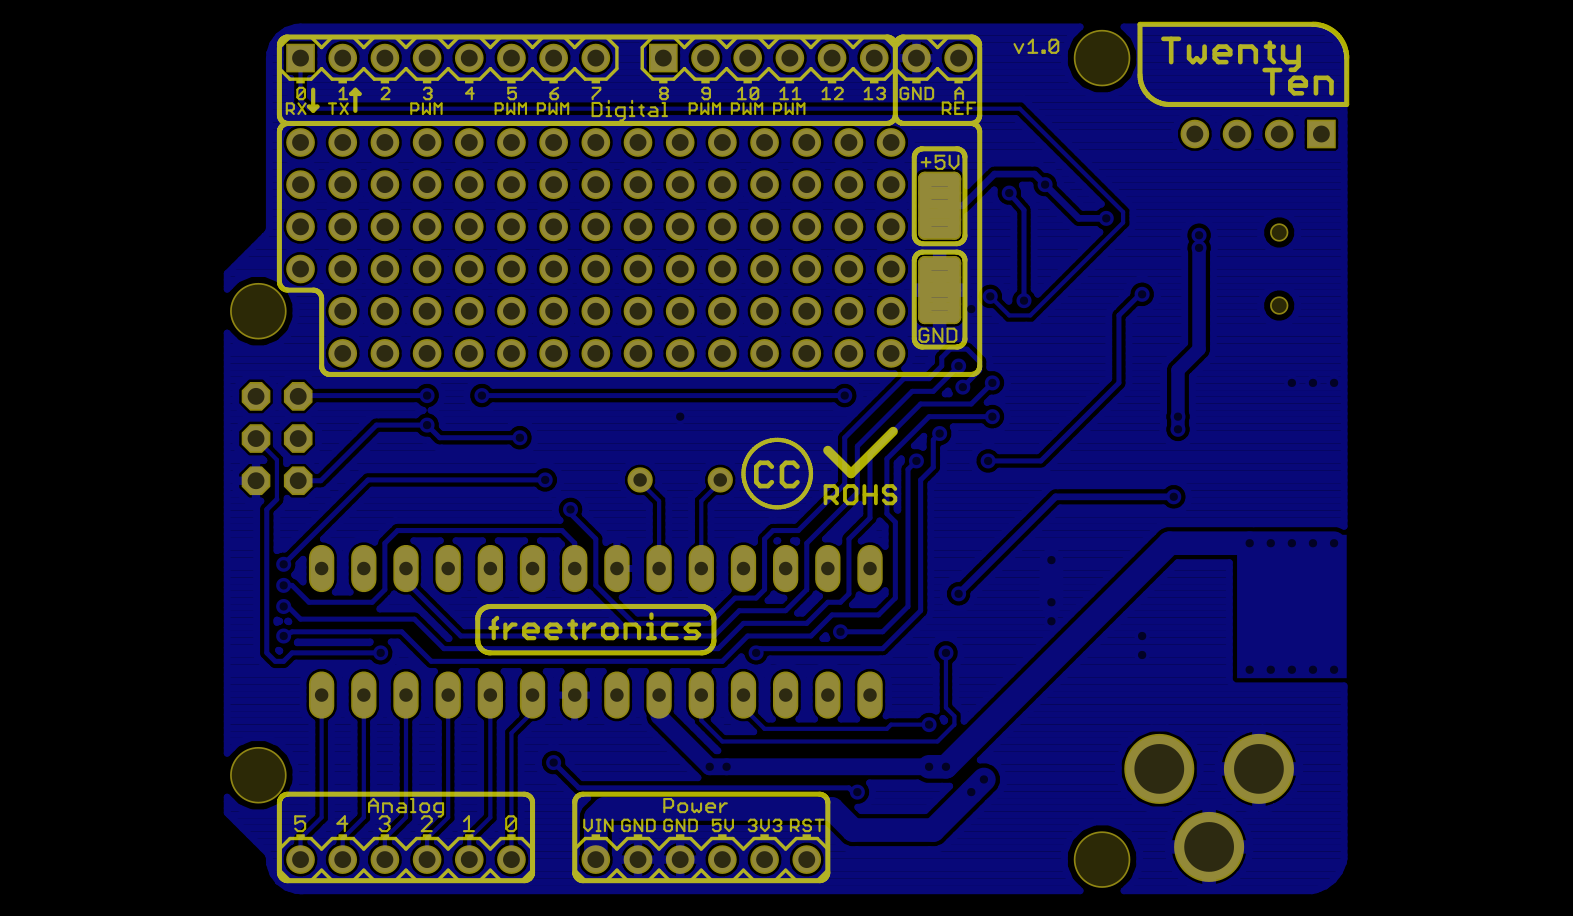 v1.0
Twenty
Ten
0 1 2 3 4 5 6 7 8 9 10 11 12 13 GND A
RX TX PWM PWM PWM Digital PWM PWM PWM REF
+5V
GND
CC
ROHS
freetronics
Analog
5 4 3 2 1 0
Power
VIN GND GND 5V 3V3 RST